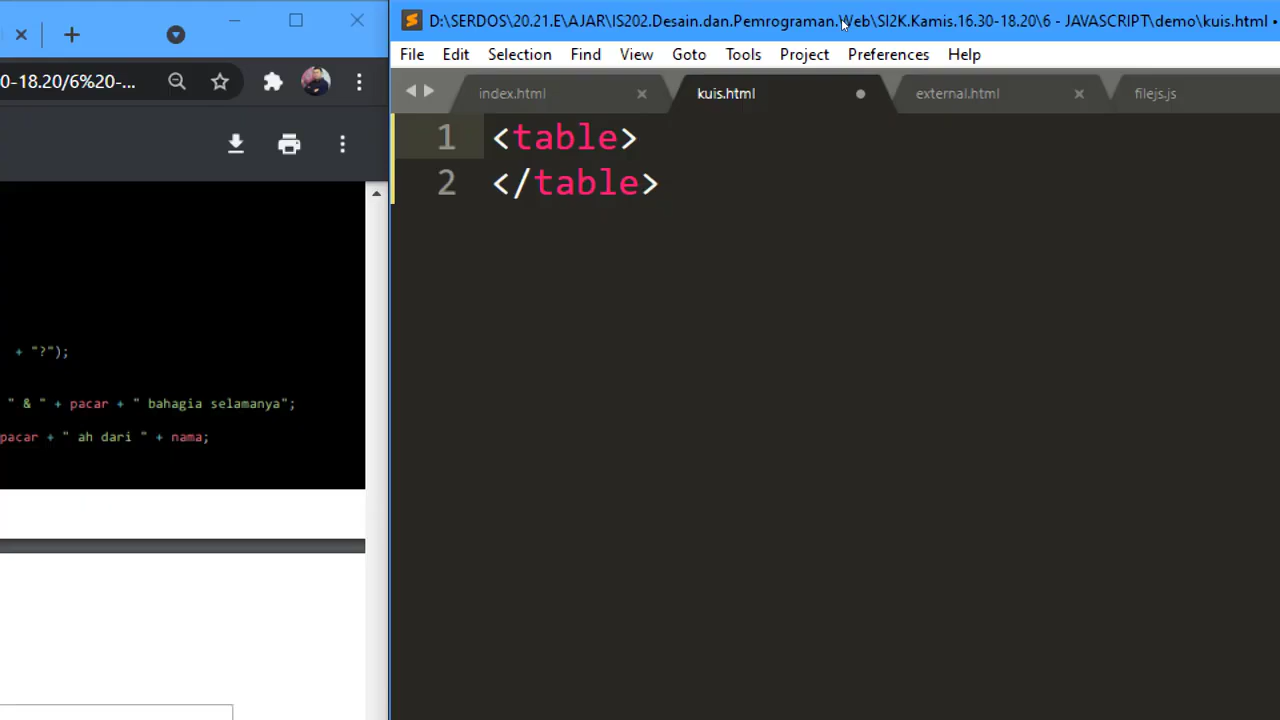 D:\SERDOS\20.21.E\AJAR\IS202.Desain.dan.Pemrograman.Web\SI2K.Kamis.16.30-18.20\6 - JAVASCRIPT\demo\kuis.html •
File Edit Selection Find View Goto Tools Project Preferences Help
0-18.20/6%20-...
index.html kuis.html external.html filejs.js
1 <table>
2 </table>
+ "?");
" & " + pacar + " bahagia selamanya";
pacar + " ah dari " + nama;